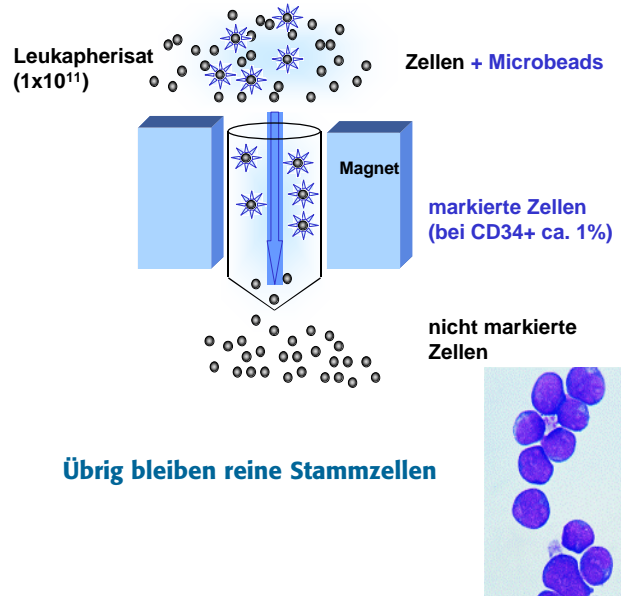 Leukapherisat
(1x10¹¹)
Zellen + Microbeads
Magnet
markierte Zellen
(bei CD34+ ca. 1%)
nicht markierte
Zellen
Übrig bleiben reine Stammzellen